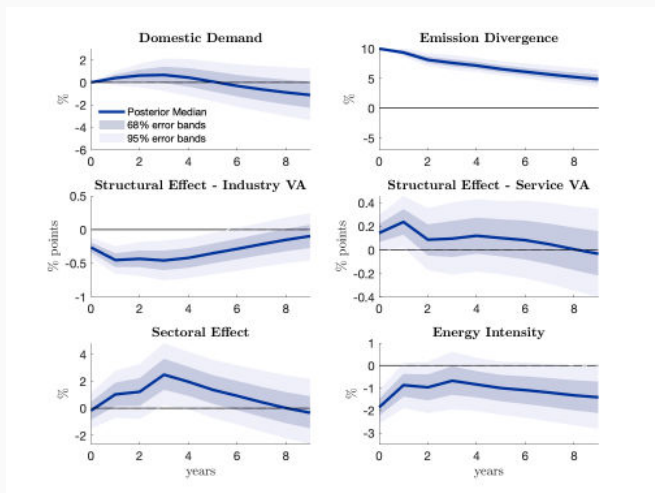 Domestic Demand
2
0
-2
-4
-6
%
Posterior Median
68% error bands
95% error bands
0 2 4 6 8
Emission Divergence
10
5
0
-5
%
0 2 4 6 8
Structural Effect - Industry VA
0.5
0
-0.5
-1
% points
0 2 4 6 8
Structural Effect - Service VA
0.4
0.2
0
-0.2
-0.4
% points
0 2 4 6 8
Sectoral Effect
4
2
0
-2
%
0 2 4 6 8
years
Energy Intensity
1
0
-1
-2
-3
%
0 2 4 6 8
years